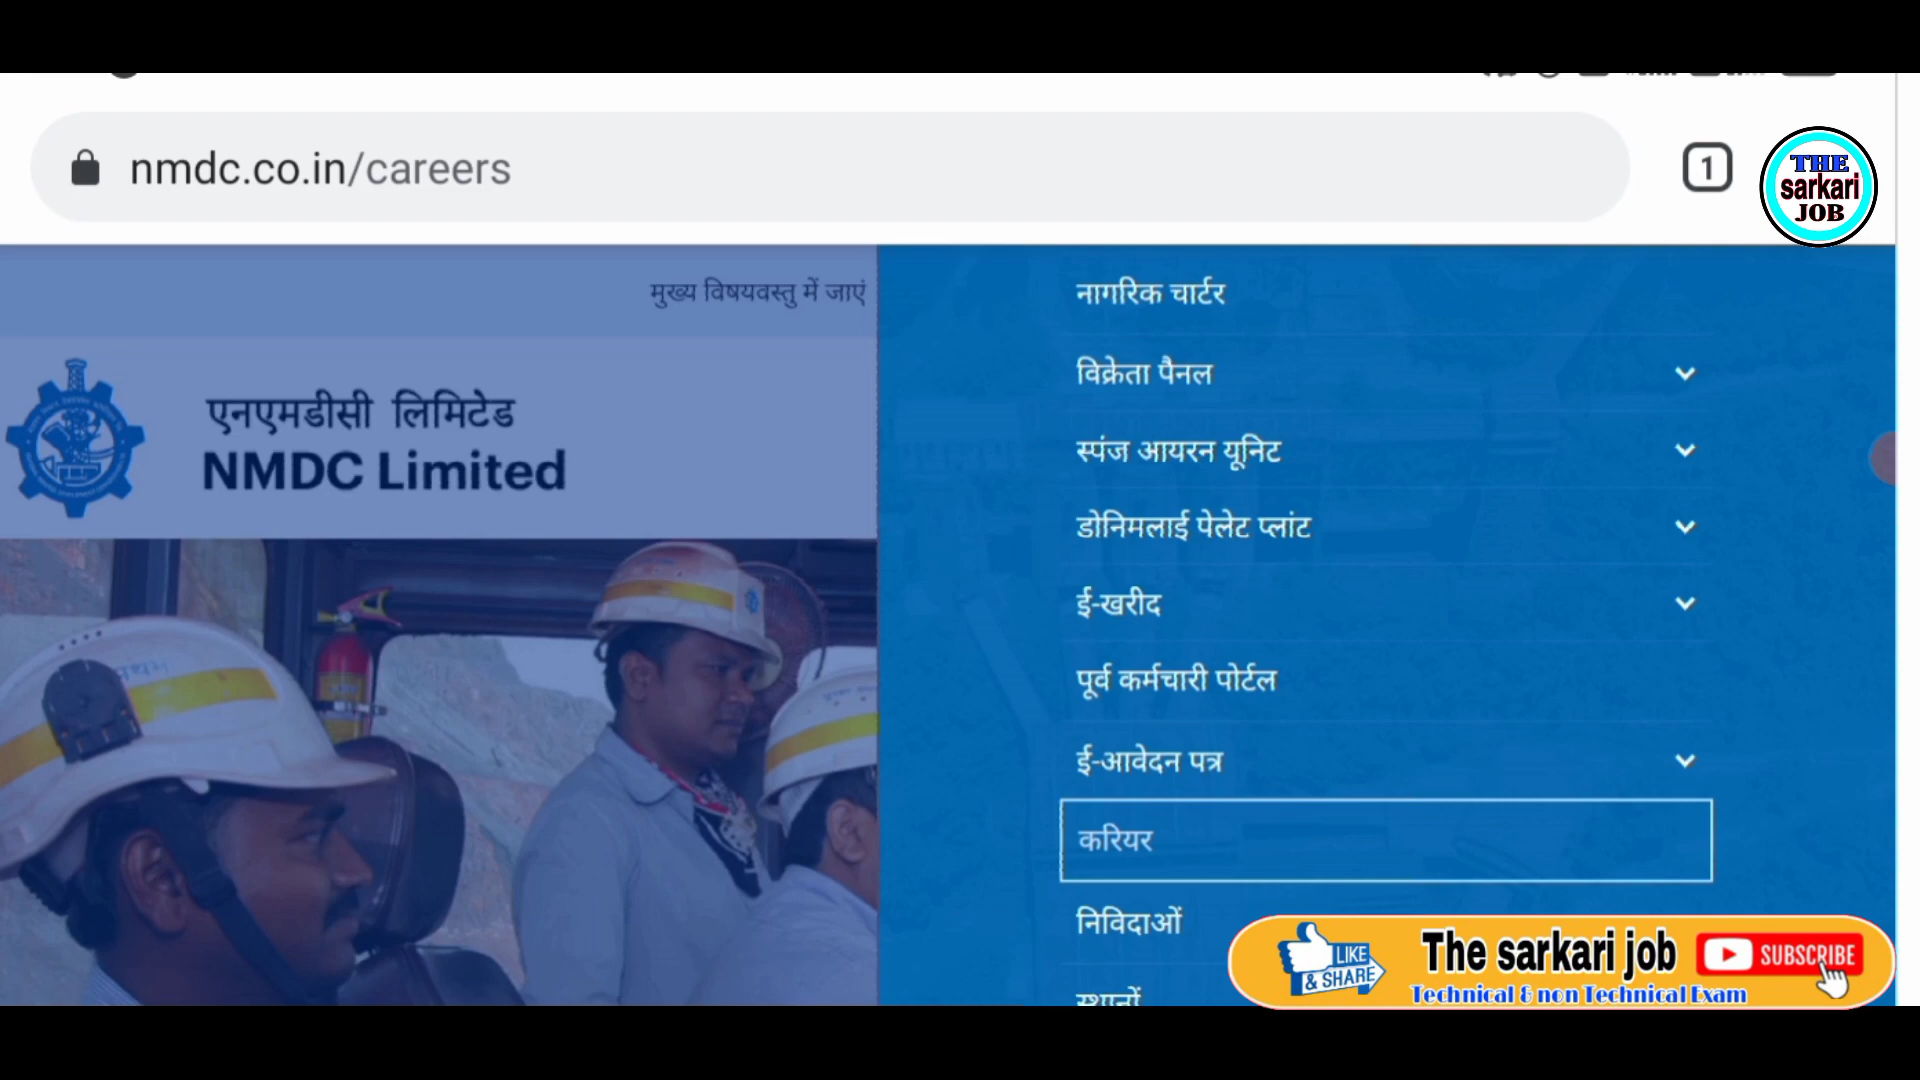 nmdc.co.in/careers
1
THE
sarkari
JOB
मुख्य विषयवस्तु में जाएं
एनएमडीसी लिमिटेड
NMDC Limited
नागरिक चार्टर
विक्रेता पैनल
स्पंज आयरन यूनिट
डोनिमलाई पेलेट प्लांट
ई-खरीद
पूर्व कर्मचारी पोर्टल
ई-आवेदन पत्र
करियर
निविदाओं
स्थानों
LIKE
& SHARE
The sarkari job
SUBSCRIBE
Technical & non Technical Exam